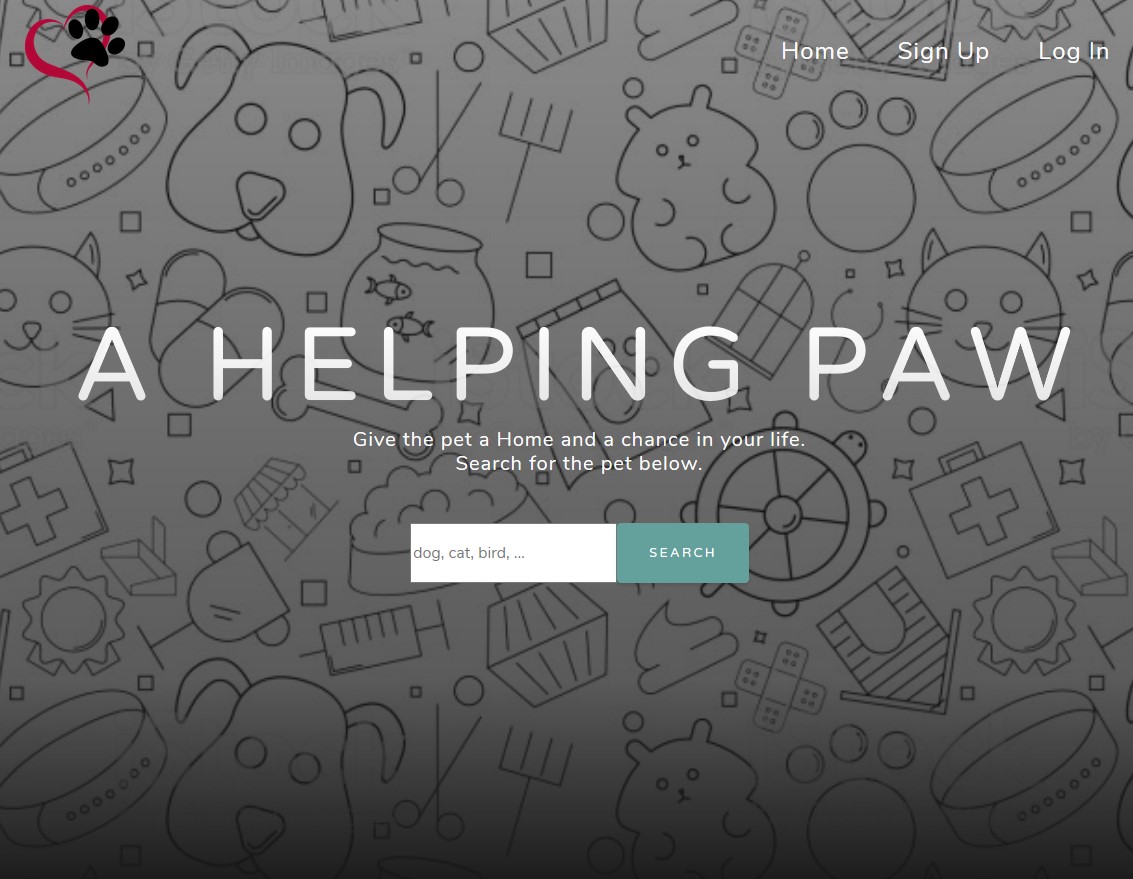 Home Sign Up Log In
A HELPING PAW
Give the pet a Home and a chance in your life.
Search for the pet below.
dog, cat, bird, ... SEARCH